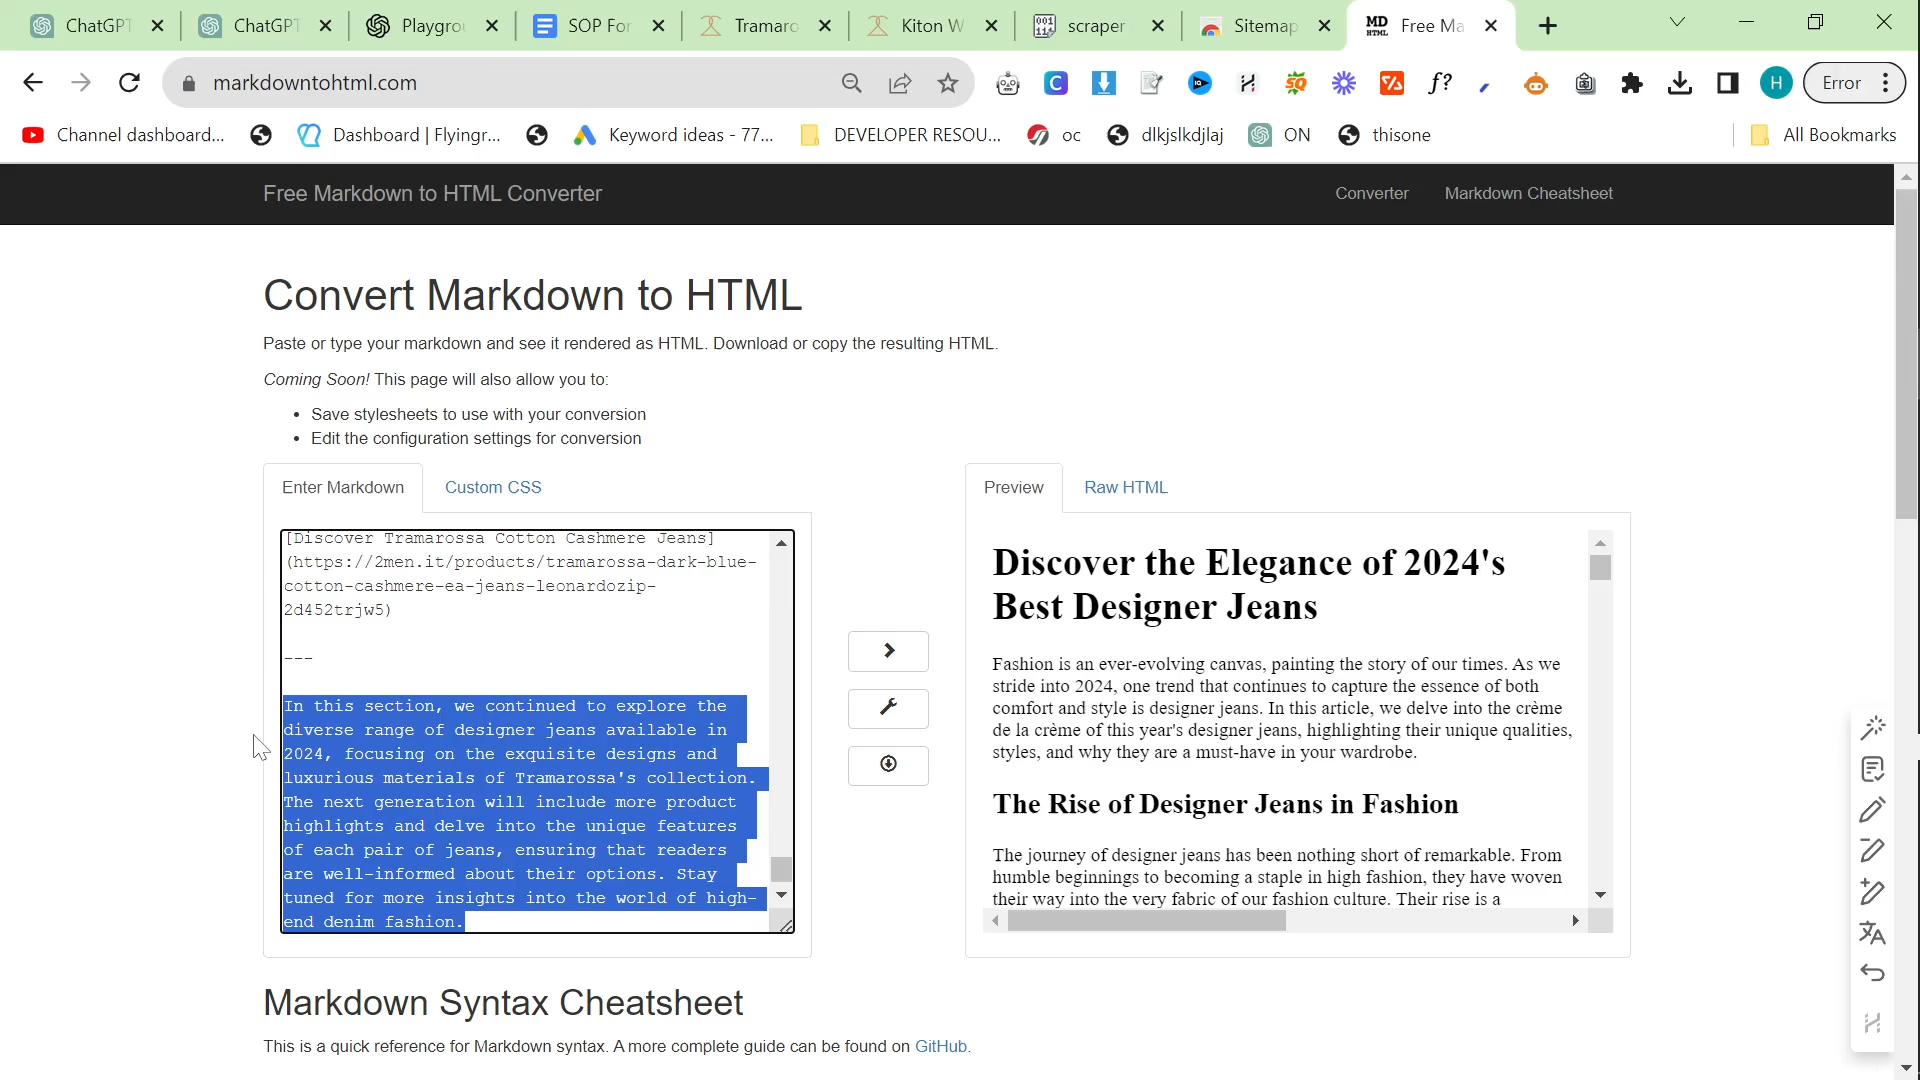 ChatGPT
ChatGPT
Playgrou
SOP For
Tramaro
Kiton W
scraper
Sitemap
Free Ma
markdowntohtml.com
Error
Channel dashboard...
Dashboard | Flyingr...
Keyword ideas - 77...
DEVELOPER RESOU...
oc
dlkjslkdjlaj
ON
thisone
All Bookmarks
Free Markdown to HTML Converter
Converter
Markdown Cheatsheet
Convert Markdown to HTML
Paste or type your markdown and see it rendered as HTML. Download or copy the resulting HTML.
Coming Soon! This page will also allow you to:
• Save stylesheets to use with your conversion
• Edit the configuration settings for conversion
Enter Markdown
Custom CSS
[Discover Tramarossa Cotton Cashmere Jeans]
(https://2men.it/products/tramarossa-dark-blue-
cotton-cashmere-ea-jeans-leonardozip-
2d452trjw5)
---
In this section, we continued to explore the
diverse range of designer jeans available in
2024, focusing on the exquisite designs and
luxurious materials of Tramarossa's collection.
The next generation will include more product
highlights and delve into the unique features
of each pair of jeans, ensuring that readers
are well-informed about their options. Stay
tuned for more insights into the world of high-
end denim fashion.
Preview
Raw HTML
Discover the Elegance of 2024's
Best Designer Jeans
Fashion is an ever-evolving canvas, painting the story of our times. As we
stride into 2024, one trend that continues to capture the essence of both
comfort and style is designer jeans. In this article, we delve into the crème
de la crème of this year's designer jeans, highlighting their unique qualities,
styles, and why they are a must-have in your wardrobe.
The Rise of Designer Jeans in Fashion
The journey of designer jeans has been nothing short of remarkable. From
humble beginnings to becoming a staple in high fashion, they have woven
their way into the very fabric of our fashion culture. Their rise is a
Markdown Syntax Cheatsheet
This is a quick reference for Markdown syntax. A more complete guide can be found on GitHub.